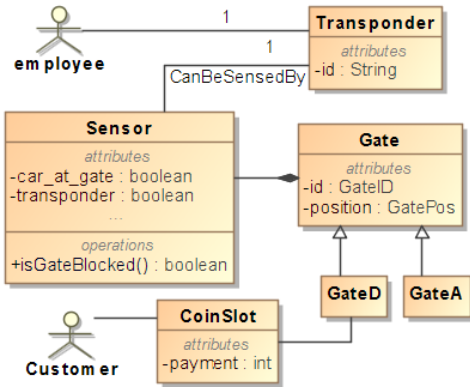 1
Transponder
attributes
-id : String
employee
1
CanBeSensedBy
Sensor
attributes
-car_at_gate : boolean
-transponder : boolean
...
operations
+isGateBlocked() : boolean
Gate
attributes
-id : GateID
-position : GatePos
GateD
GateA
Customer
CoinSlot
attributes
-payment : int